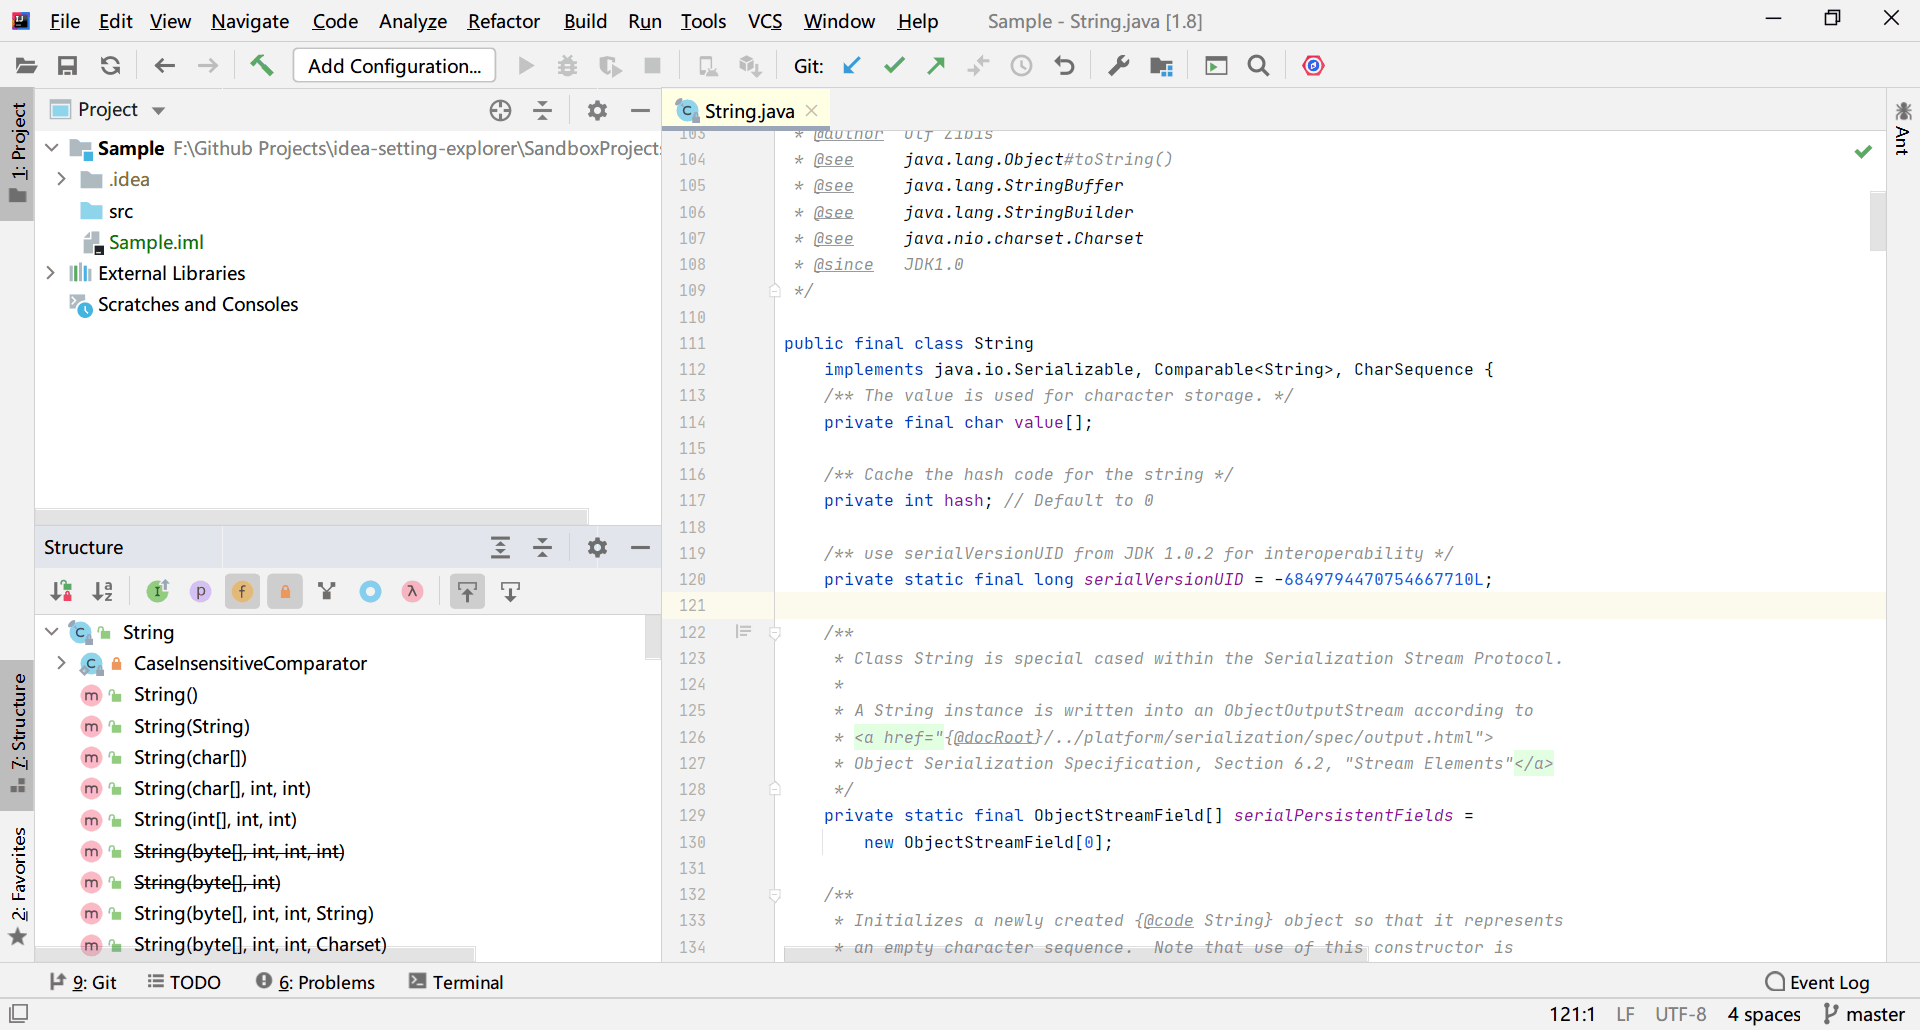 File Edit View Navigate Code Analyze Refactor Build Run Tools VCS Window Help Sample - String.java [1.8]
Add Configuration... Git:
1: Project
Project
Sample F:\Github Projects\idea-setting-explorer\SandboxProjects
.idea
src
Sample.iml
External Libraries
Scratches and Consoles
7: Structure
Structure
String
CaseInsensitiveComparator
String()
String(String)
String(char[])
String(char[], int, int)
String(int[], int, int)
String(byte[], int, int, int)
String(byte[], int)
String(byte[], int, int, String)
String(byte[], int, int, Charset)
2: Favorites
String.java
103 * @author Ulf Zibis
104 * @see java.lang.Object#toString()
105 * @see java.lang.StringBuffer
106 * @see java.lang.StringBuilder
107 * @see java.nio.charset.Charset
108 * @since JDK1.0
109 */
110
111 public final class String
112 implements java.io.Serializable, Comparable<String>, CharSequence {
113 /** The value is used for character storage. */
114 private final char value[];
115
116 /** Cache the hash code for the string */
117 private int hash; // Default to 0
118
119 /** use serialVersionUID from JDK 1.0.2 for interoperability */
120 private static final long serialVersionUID = -6849794470754667710L;
121
122 /**
123 * Class String is special cased within the Serialization Stream Protocol.
124 *
125 * A String instance is written into an ObjectOutputStream according to
126 * <a href="{@docRoot}/../platform/serialization/spec/output.html">
127 * Object Serialization Specification, Section 6.2, "Stream Elements"</a>
128 */
129 private static final ObjectStreamField[] serialPersistentFields =
130 new ObjectStreamField[0];
131
132 /**
133 * Initializes a newly created {@code String} object so that it represents
134 * an empty character sequence. Note that use of this constructor is
Ant
9: Git TODO 6: Problems Terminal Event Log
121:1 LF UTF-8 4 spaces master